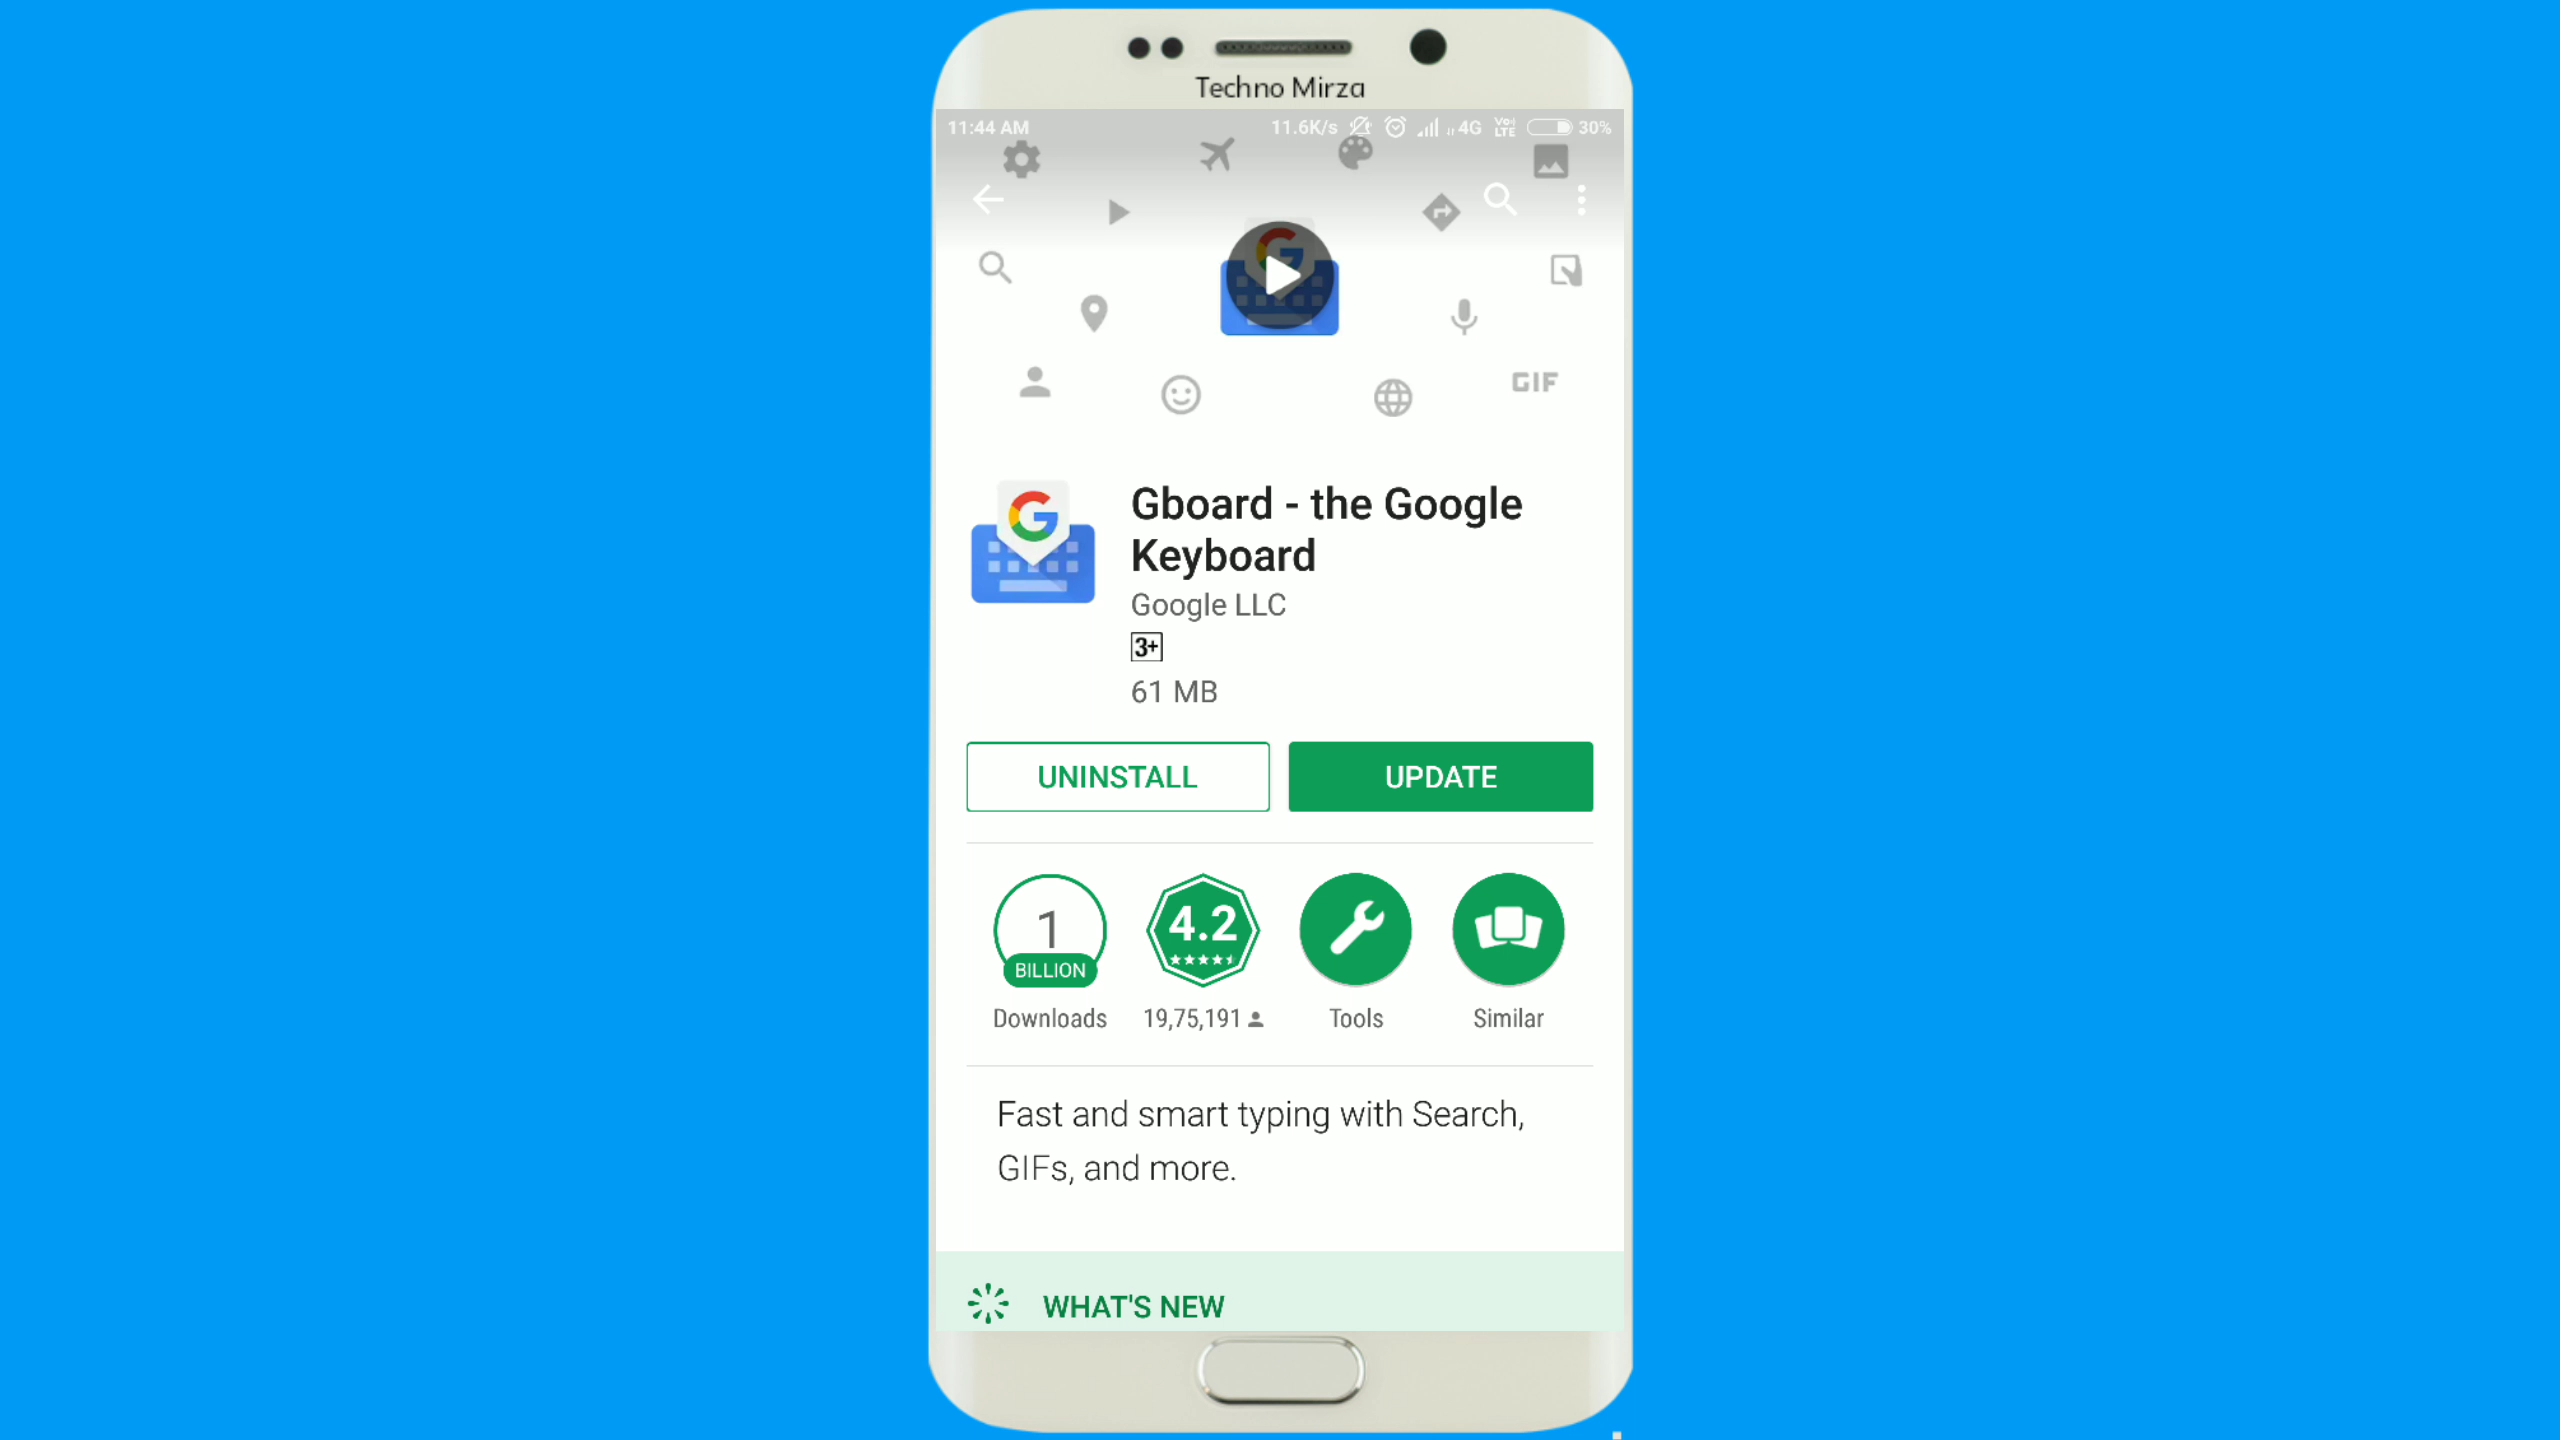 Techno Mirza
11:44 AM 11.6K/s 4G Vo) LTE 30%
GIF
Gboard - the Google
Keyboard
Google LLC
3+
61 MB
UNINSTALL UPDATE
1 BILLION 4.2
Downloads 19,75,191 Tools Similar
Fast and smart typing with Search,
GIFs, and more.
WHAT'S NEW